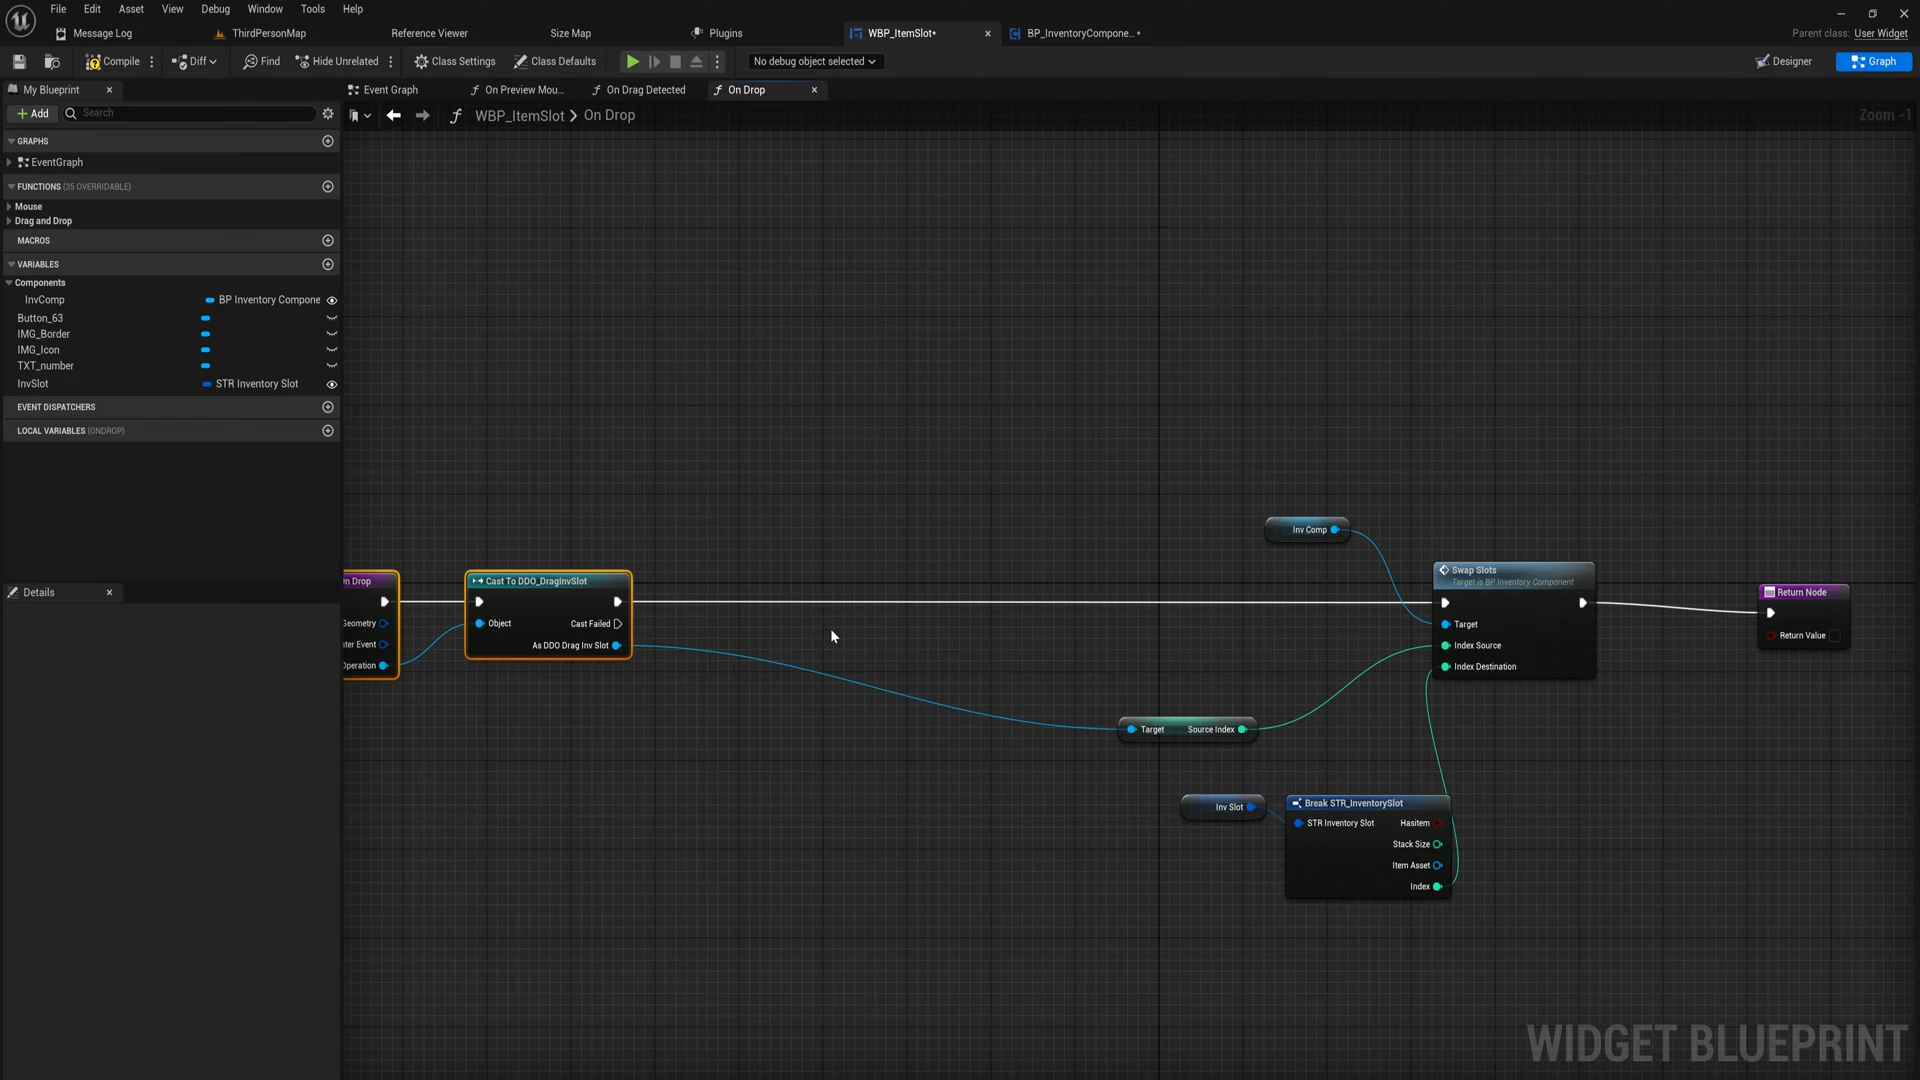 File Edit Asset View Debug Window Tools Help
Message Log ThirdPersonMap Reference Viewer Size Map Plugins WBP_ItemSlot* BP_InventoryCompone...* Parent class: User Widget
Compile Diff Find Hide Unrelated Class Settings Class Defaults No debug object selected Designer Graph
My Blueprint Event Graph On Preview Mou... On Drag Detected On Drop
Add Search WBP_ItemSlot > On Drop Zoom -1
GRAPHS
EventGraph
FUNCTIONS (35 OVERRIDABLE)
Mouse
Drag and Drop
MACROS
VARIABLES
Components
InvComp BP Inventory Compone
Button_63
IMG_Border
IMG_Icon
TXT_number
InvSlot STR Inventory Slot
EVENT DISPATCHERS
LOCAL VARIABLES (ONDROP)
Details
n Drop
Geometry
ter Event
Operation
Cast To DDO_DragInvSlot
Object Cast Failed
As DDO Drag Inv Slot
Inv Comp
Swap Slots
Target is BP Inventory Component
Target
Index Source
Index Destination
Return Node
Return Value
Target Source Index
Inv Slot
Break STR_InventorySlot
STR Inventory Slot Hasitem
Stack Size
Item Asset
Index
WIDGET BLUEPRINT